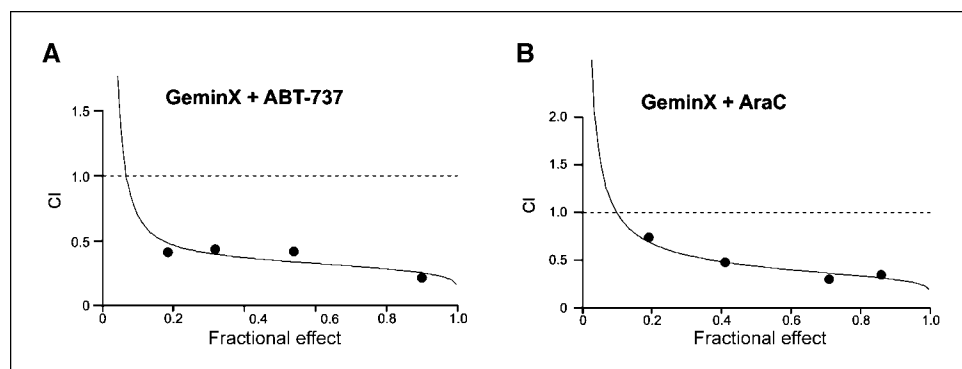 A
GeminX + ABT-737
1.5
1.0
0.5
0
CI
0 0.2 0.4 0.6 0.8 1.0
Fractional effect
B
GeminX + AraC
2.0
1.5
1.0
0.5
0
CI
0 0.2 0.4 0.6 0.8 1.0
Fractional effect